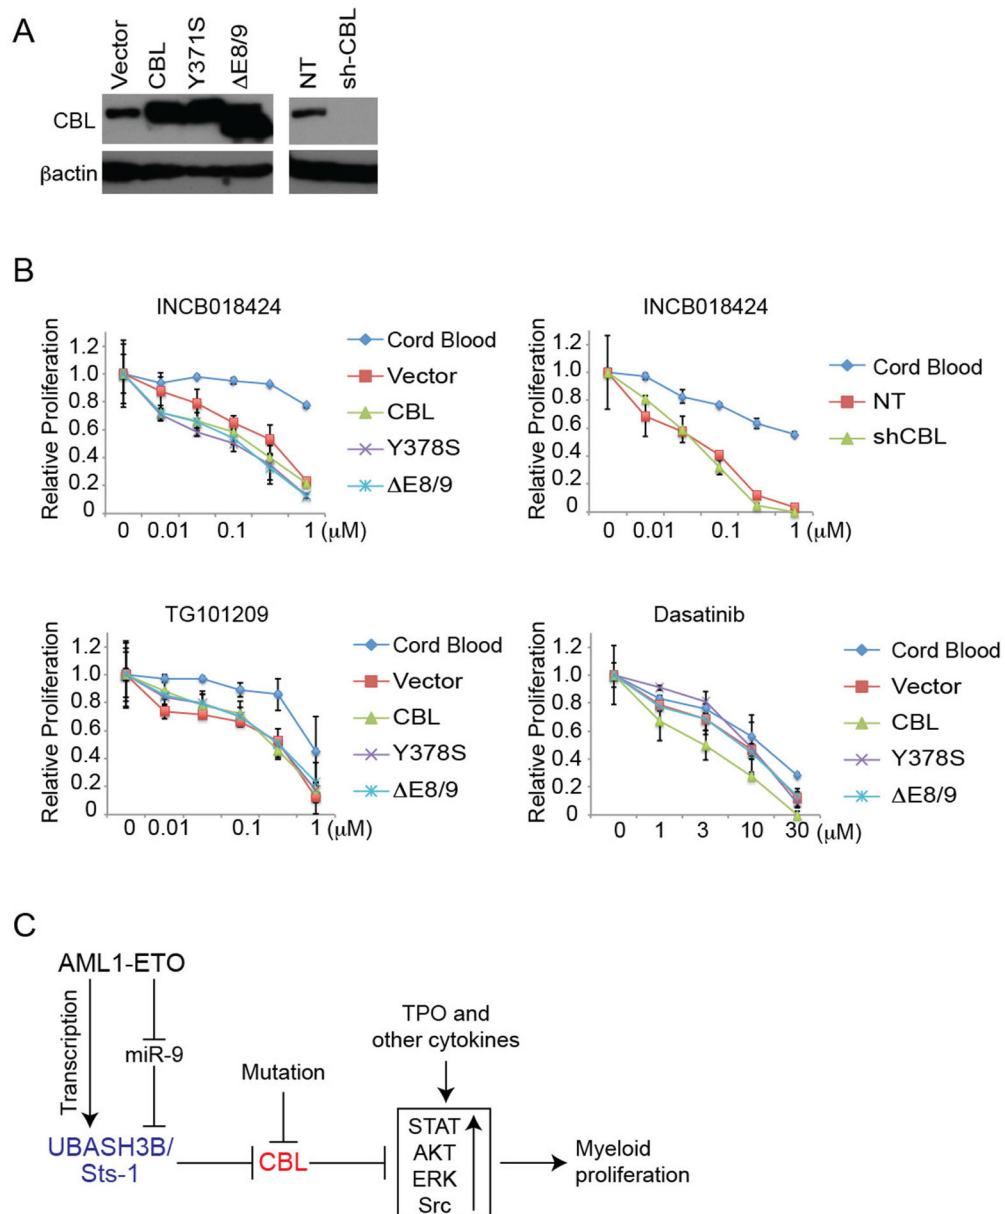 A
Vector
CBL
Y371S
ΔE8/9
NT
sh-CBL
CBL
βactin
B
INCB018424
Relative Proliferation
1.2
1.0
0.8
0.6
0.4
0.2
0
0 0.01 0.1 1 (μM)
Cord Blood
Vector
CBL
Y378S
ΔE8/9
INCB018424
Relative Proliferation
1.2
1.0
0.8
0.6
0.4
0.2
0
0 0.01 0.1 1 (μM)
Cord Blood
NT
shCBL
TG101209
Relative Proliferation
1.2
1.0
0.8
0.6
0.4
0.2
0
0 0.01 0.1 1 (μM)
Cord Blood
Vector
CBL
Y378S
ΔE8/9
Dasatinib
Relative Proliferation
1.2
1.0
0.8
0.6
0.4
0.2
0
0 1 3 10 30 (μM)
Cord Blood
Vector
CBL
Y378S
ΔE8/9
C
AML1-ETO
Transcription
miR-9
UBASH3B/
Sts-1
Mutation
CBL
TPO and
other cytokines
STAT
AKT
ERK
Src
Myeloid
proliferation